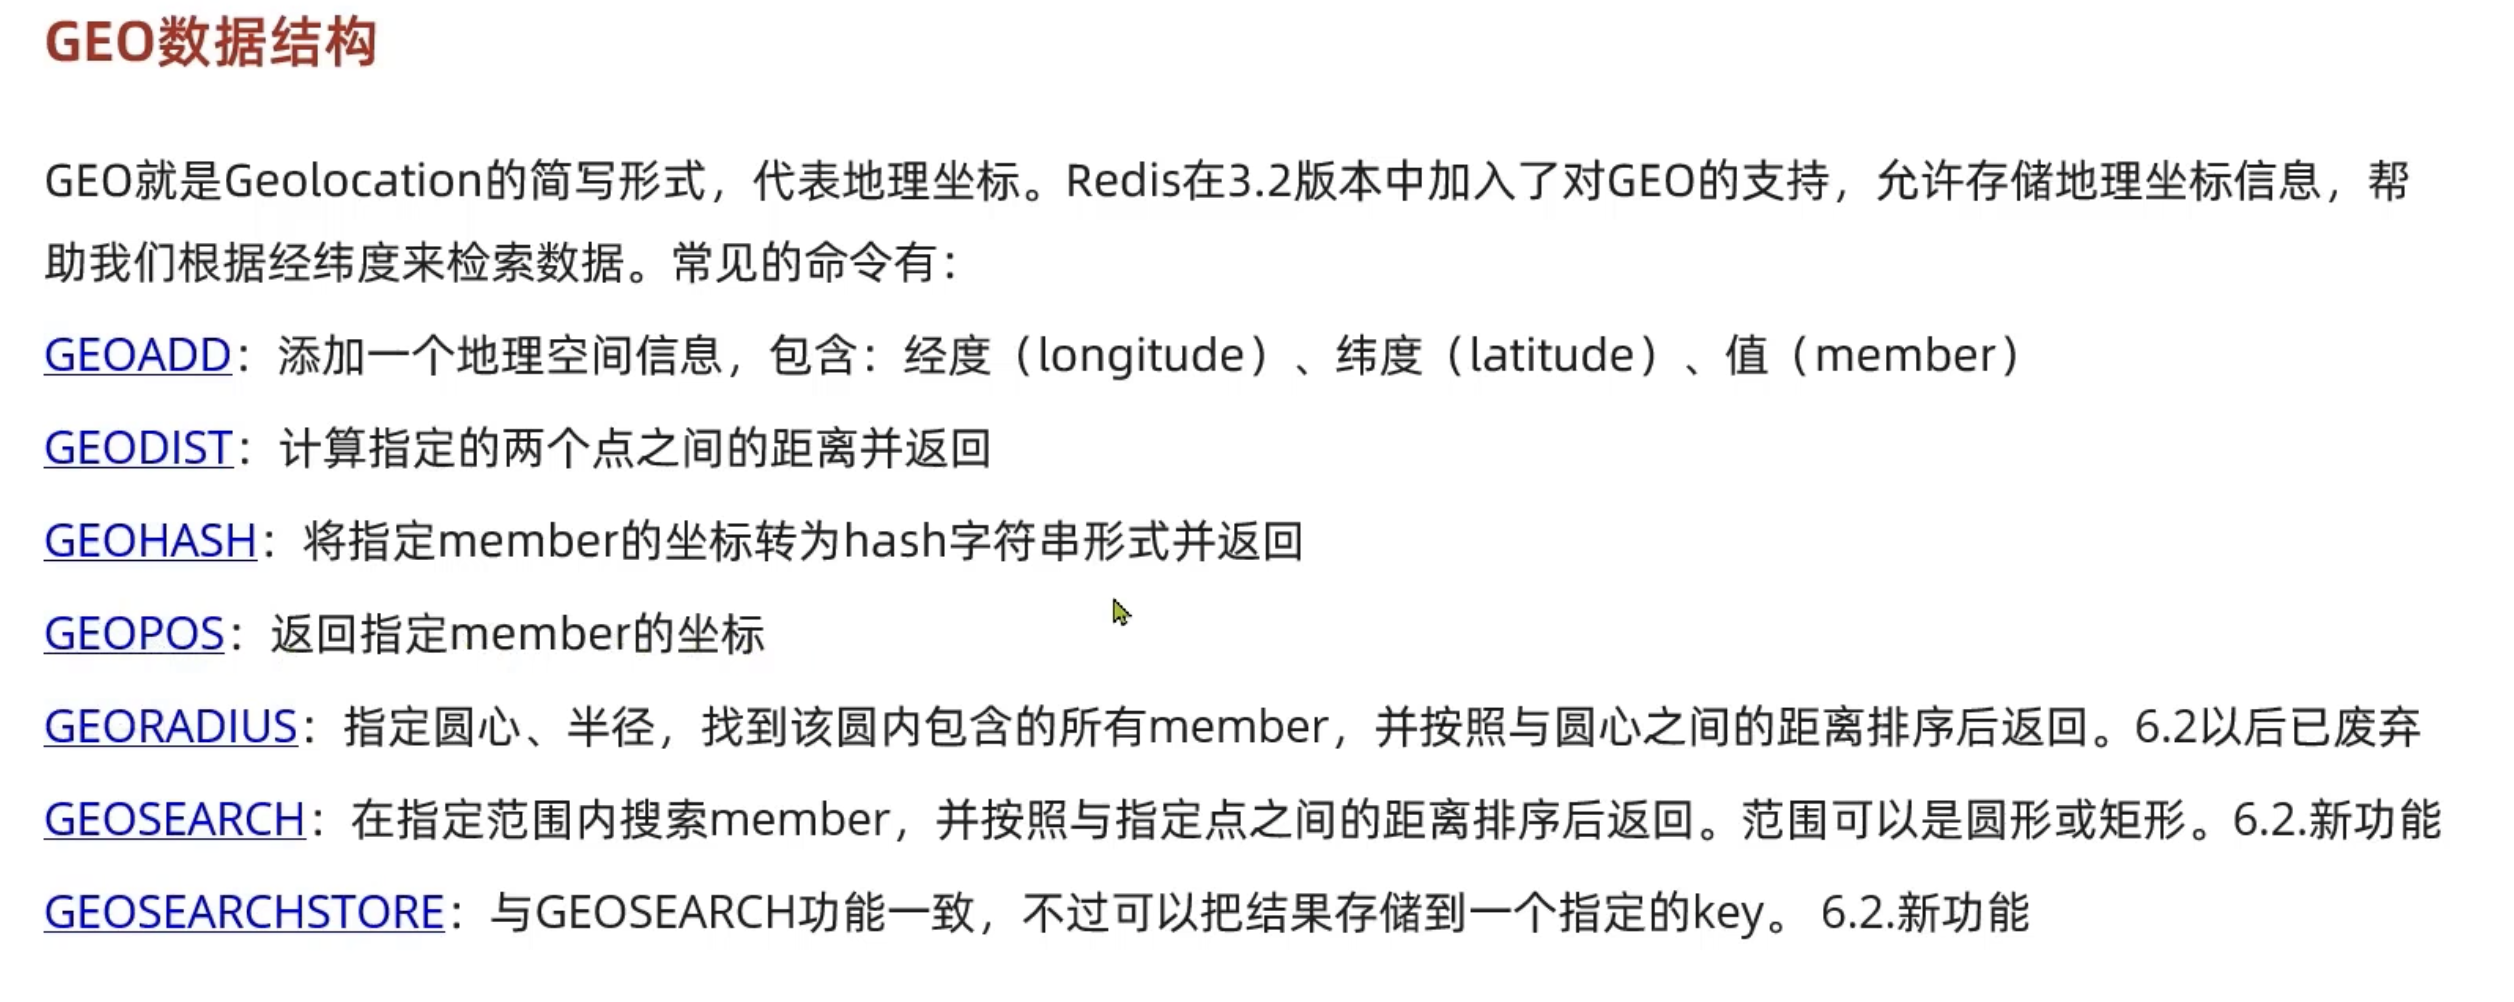 GEO数据结构
GEO就是Geolocation的简写形式，代表地理坐标。Redis在3.2版本中加入了对GEO的支持，允许存储地理坐标信息，帮
助我们根据经纬度来检索数据。常见的命令有：
GEOADD：添加一个地理空间信息，包含：经度（longitude）、纬度（latitude）、值（member）
GEODIST：计算指定的两个点之间的距离并返回
GEOHASH：将指定member的坐标转为hash字符串形式并返回
GEOPOS：返回指定member的坐标
GEORADIUS：指定圆心、半径，找到该圆内包含的所有member，并按照与圆心之间的距离排序后返回。6.2以后已废弃
GEOSEARCH：在指定范围内搜索member，并按照与指定点之间的距离排序后返回。范围可以是圆形或矩形。6.2.新功能
GEOSEARCHSTORE：与GEOSEARCH功能一致，不过可以把结果存储到一个指定的key。 6.2.新功能